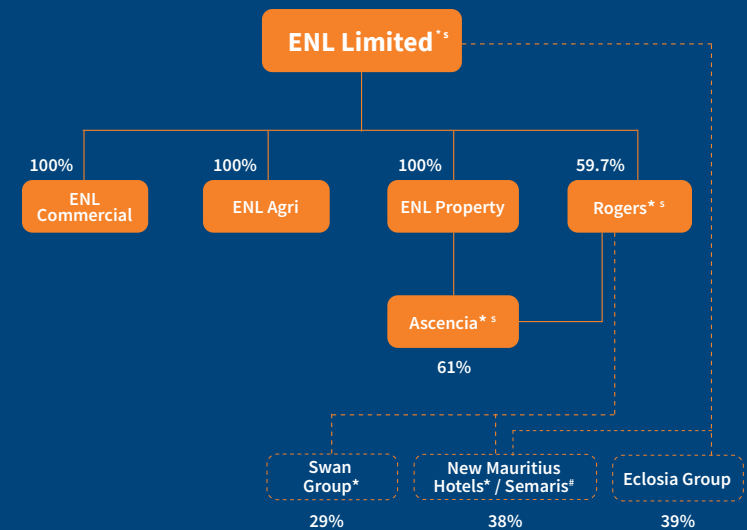 ENL Limited* s
100%
100%
100%
59.7%
ENL
Commercial
ENL Agri
ENL Property
Rogers* s
Ascencia* s
61%
Swan
Group*
New Mauritius
Hotels* / Semaris#
Eclosia Group
29%
38%
39%